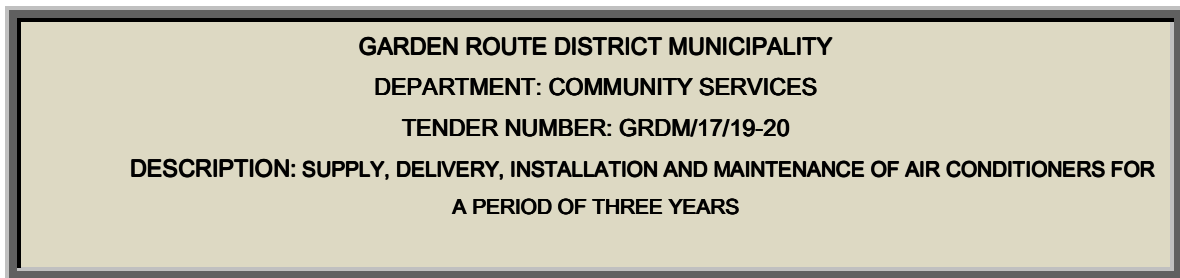 GARDEN ROUTE DISTRICT MUNICIPALITY
DEPARTMENT: COMMUNITY SERVICES
TENDER NUMBER: GRDM/17/19-20
DESCRIPTION: SUPPLY, DELIVERY, INSTALLATION AND MAINTENANCE OF AIR CONDITIONERS FOR
A PERIOD OF THREE YEARS